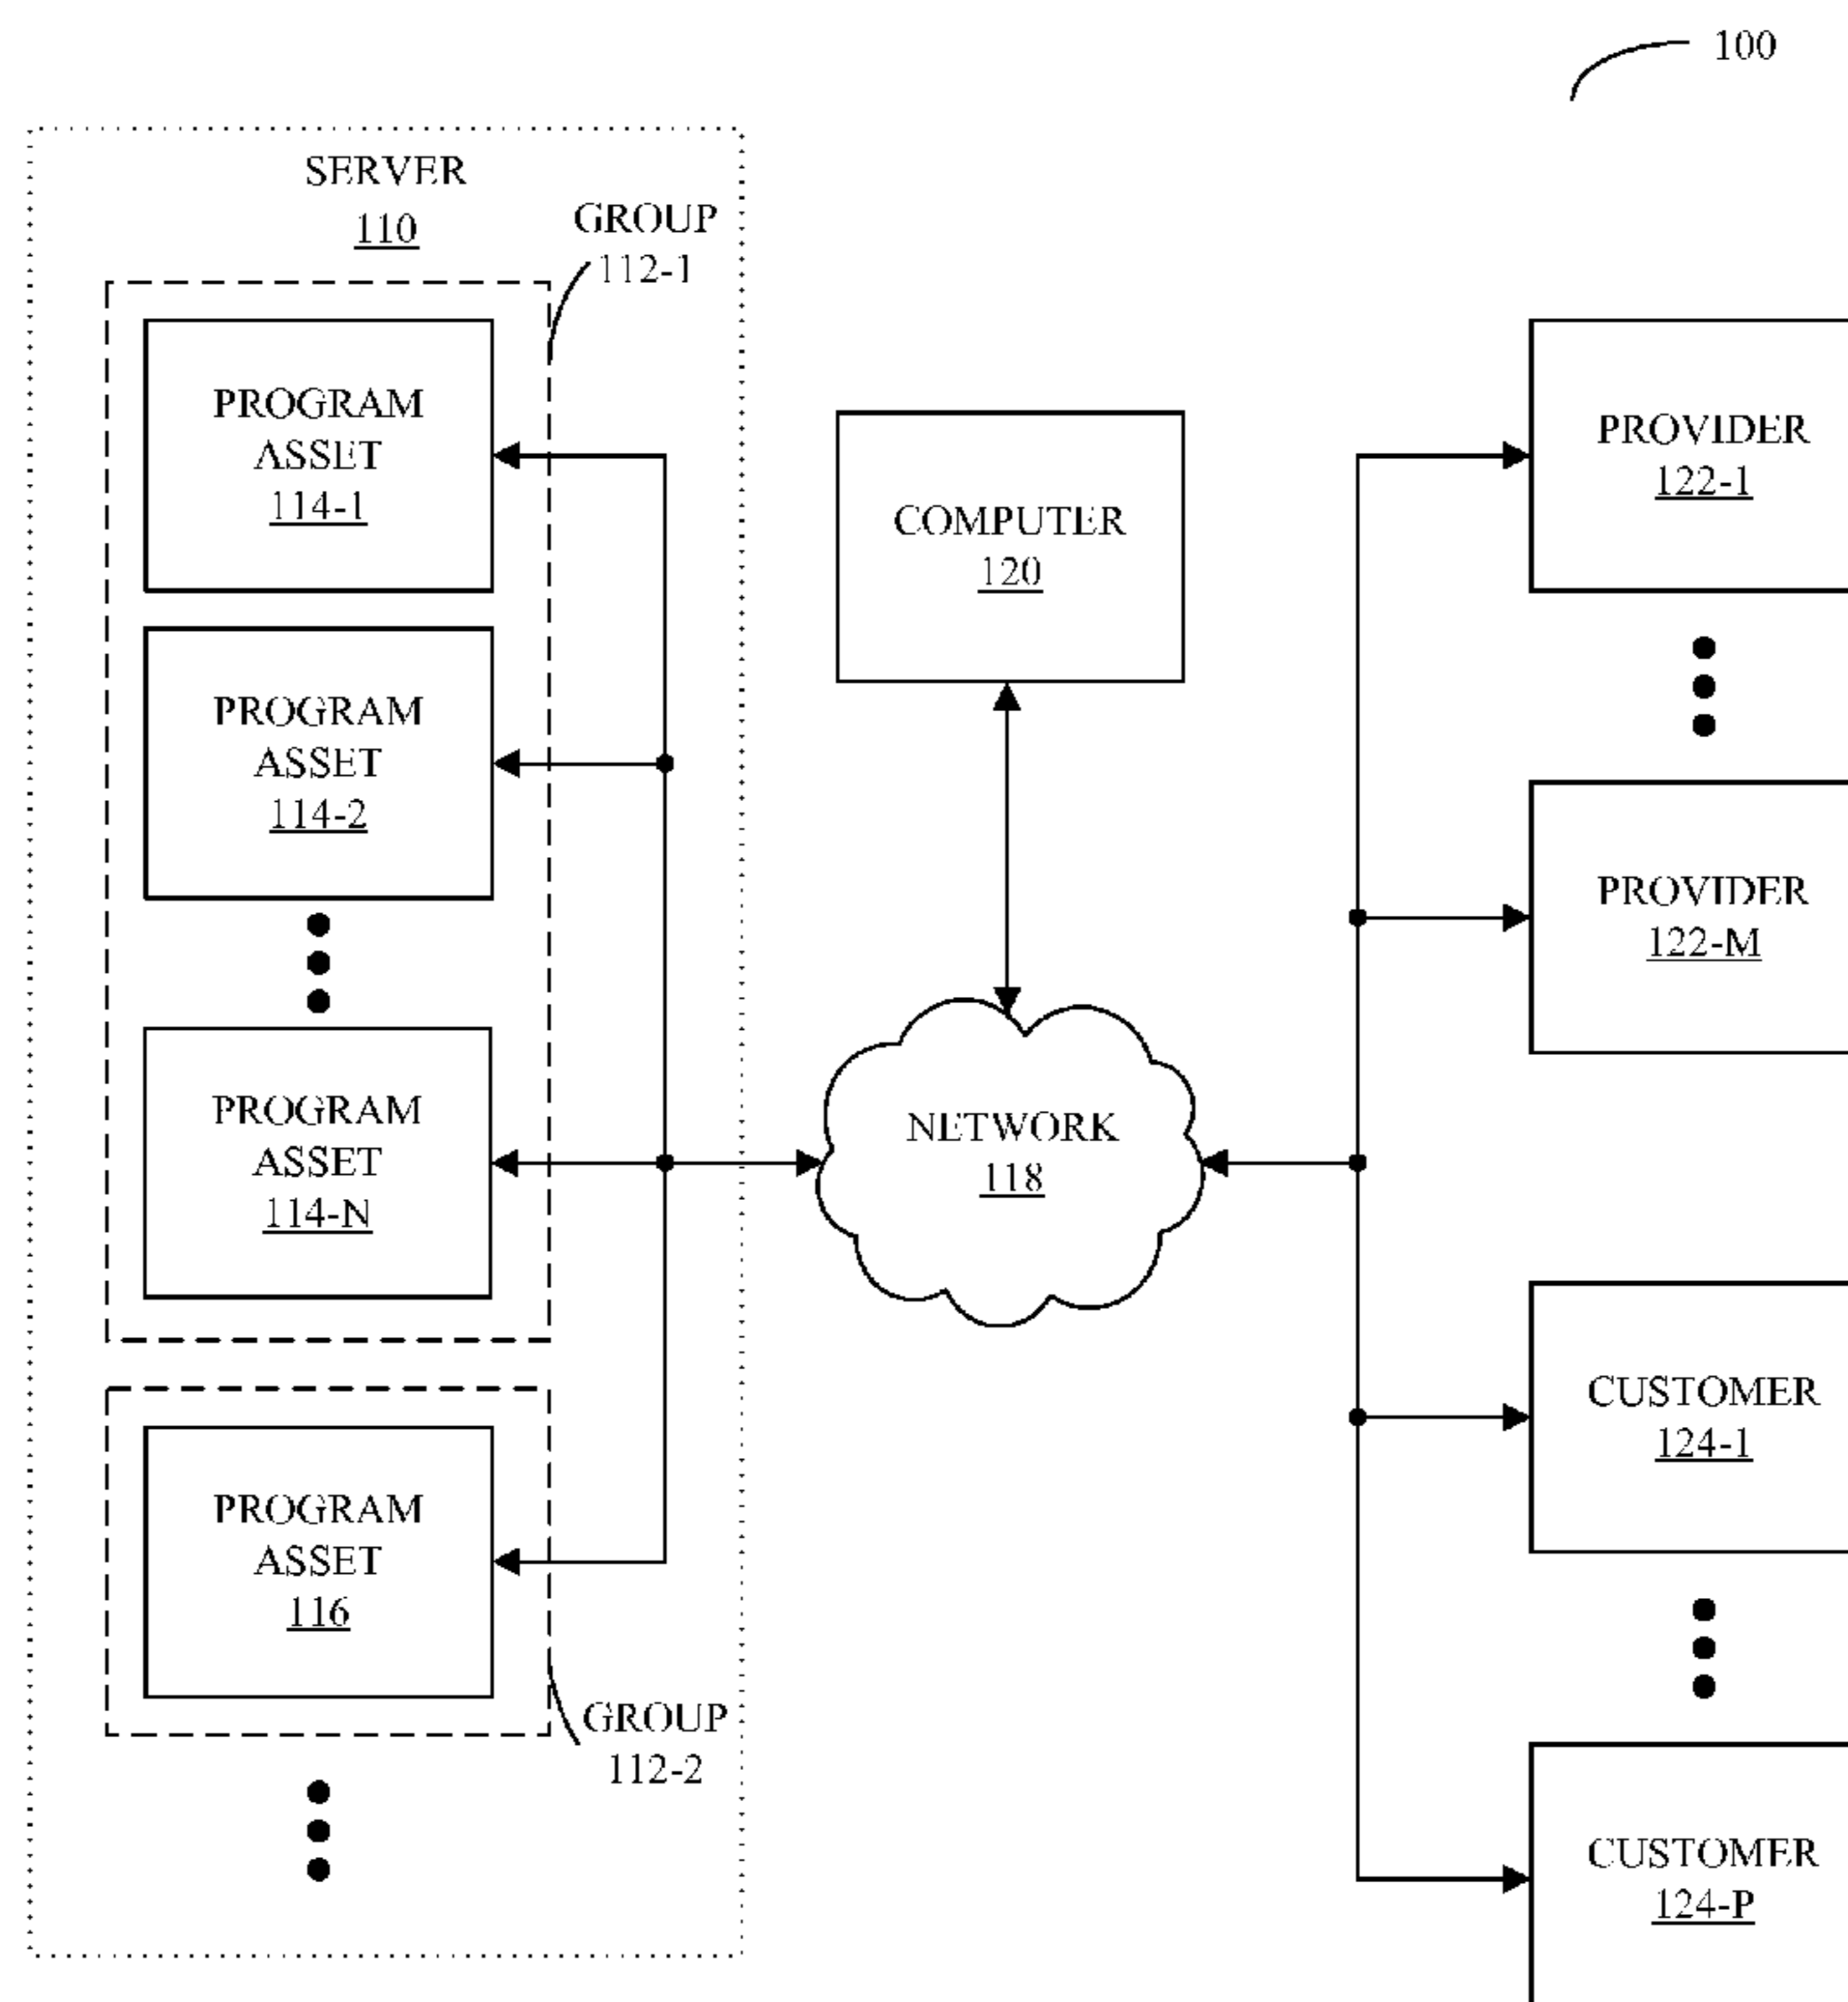 100
SERVER
110
GROUP
112-1
PROGRAM
ASSET
114-1
PROGRAM
ASSET
114-2
PROGRAM
ASSET
114-N
PROGRAM
ASSET
116
GROUP
112-2
COMPUTER
120
NETWORK
118
PROVIDER
122-1
PROVIDER
122-M
CUSTOMER
124-1
CUSTOMER
124-P